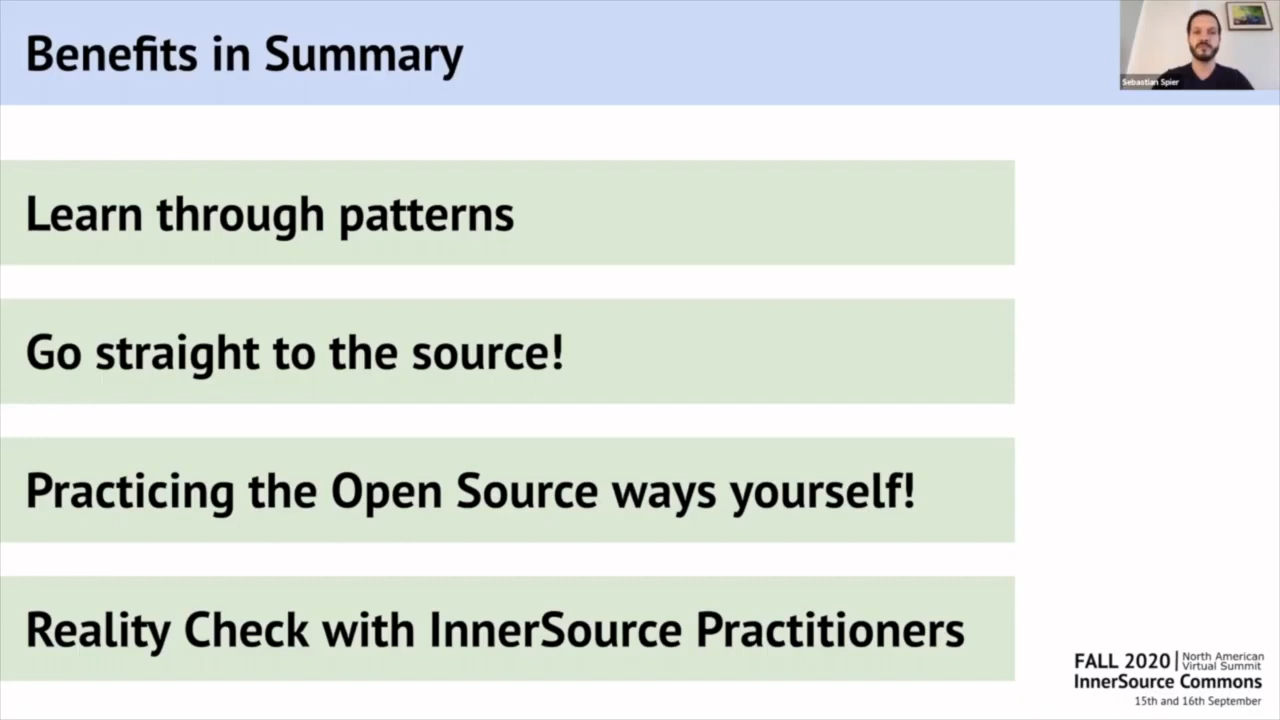 Benefits in Summary
Sebastian Spier
Learn through patterns
Go straight to the source!
Practicing the Open Source ways yourself!
Reality Check with InnerSource Practitioners
FALL 2020 | North American
Virtual Summit
InnerSource Commons
15th and 16th September